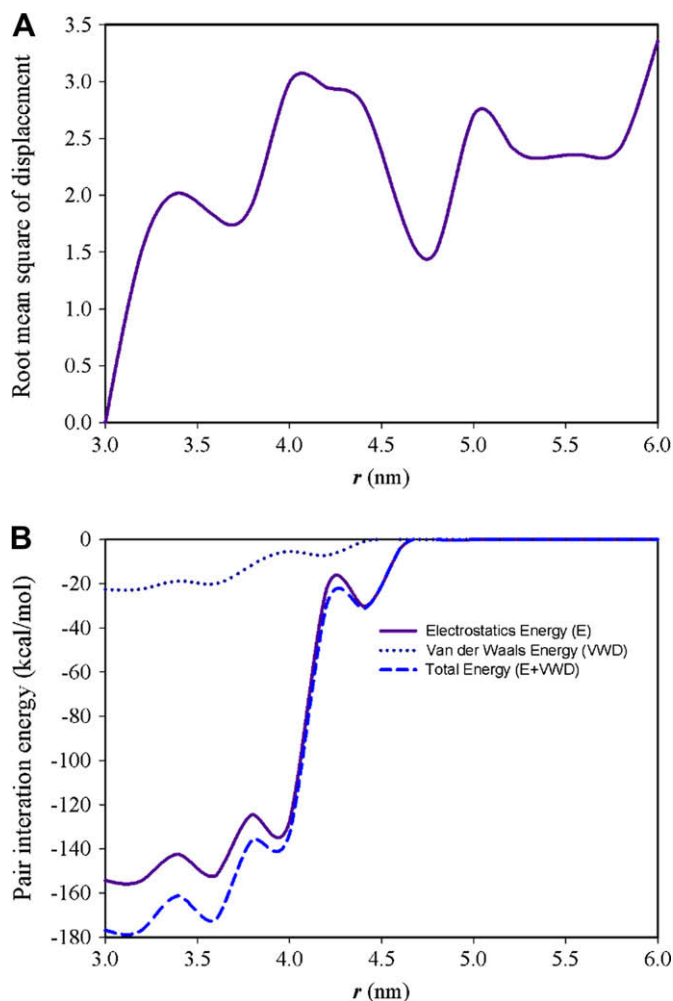 A
Root mean square of displacement
3.5
3.0
2.5
2.0
1.5
1.0
0.5
0.0
3.0 3.5 4.0 4.5 5.0 5.5 6.0
r (nm)
B
Pair interation energy (kcal/mol)
0
-20
-40
-60
-80
-100
-120
-140
-160
-180
Electrostatics Energy (E)
Van der Waals Energy (VWD)
Total Energy (E+VWD)
3.0 3.5 4.0 4.5 5.0 5.5 6.0
r (nm)